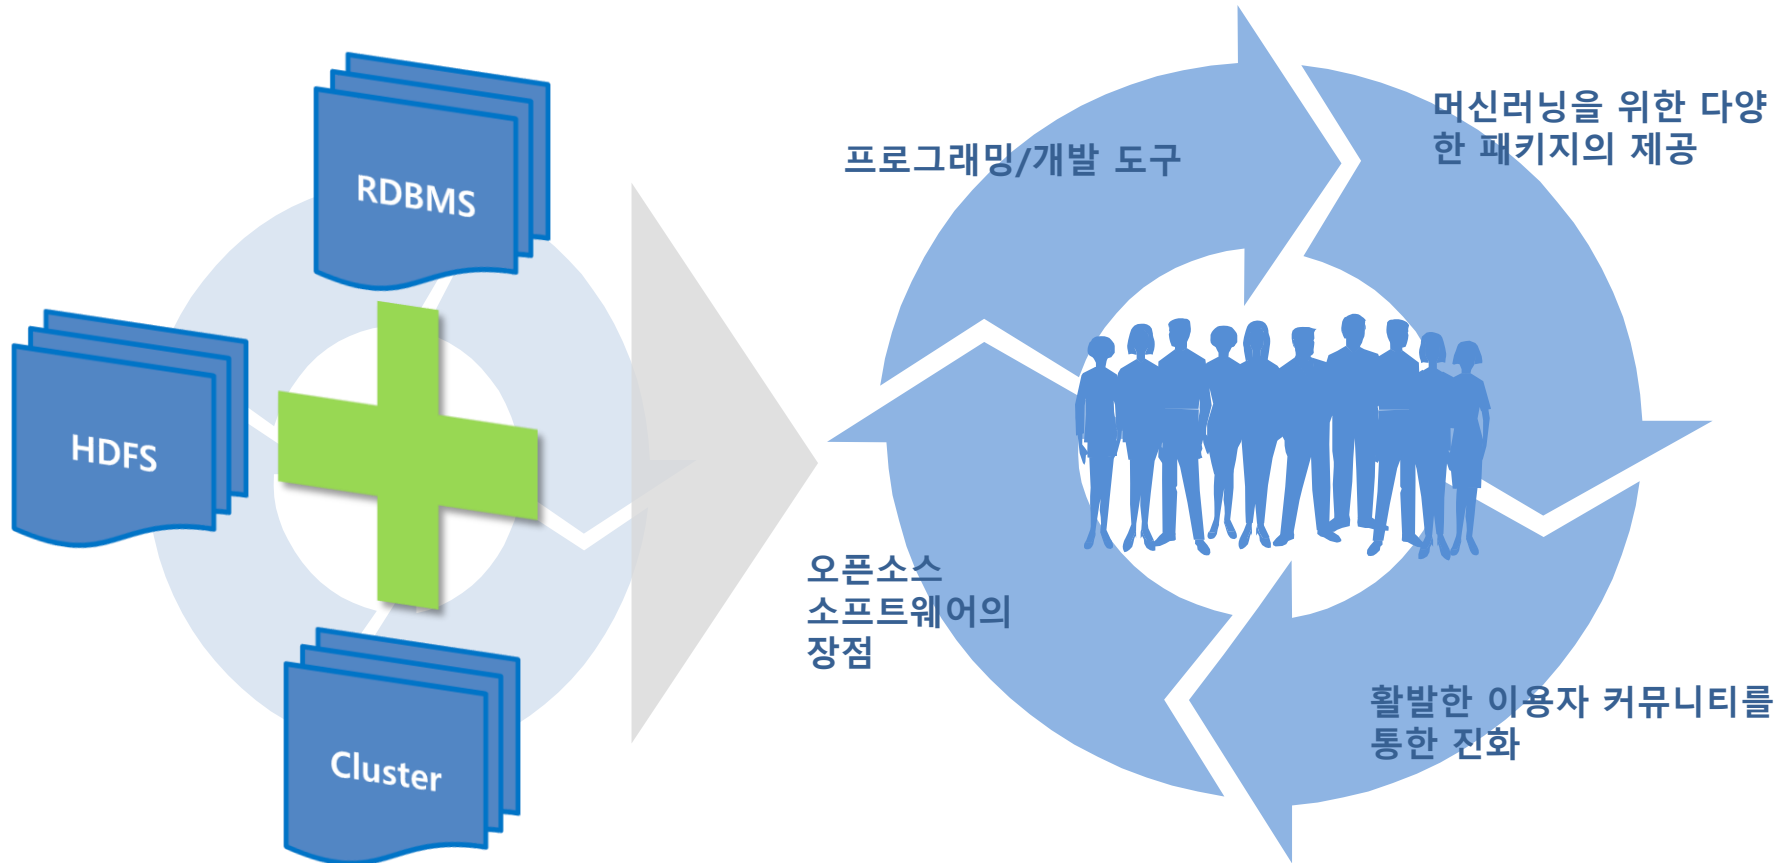 RDBMS
HDFS
Cluster
프로그래밍/개발 도구
머신러닝을 위한 다양
한 패키지의 제공
오픈소스
소프트웨어의
장점
활발한 이용자 커뮤니티를
통한 진화